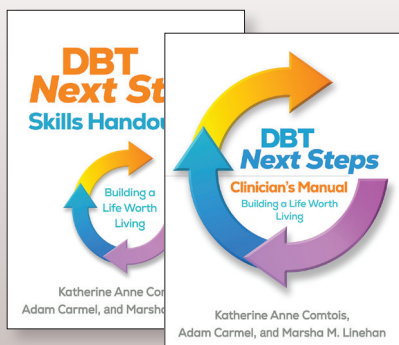 DBT
Next St
Skills Handou
Building a
Life Worth
Living
Katherine Anne Co
Adam Carmel, and Marsha
DBT
Next Steps
Clinician's Manual
Building a Life Worth
Living
Katherine Anne Comtois,
Adam Carmel, and Marsha M. Linehan